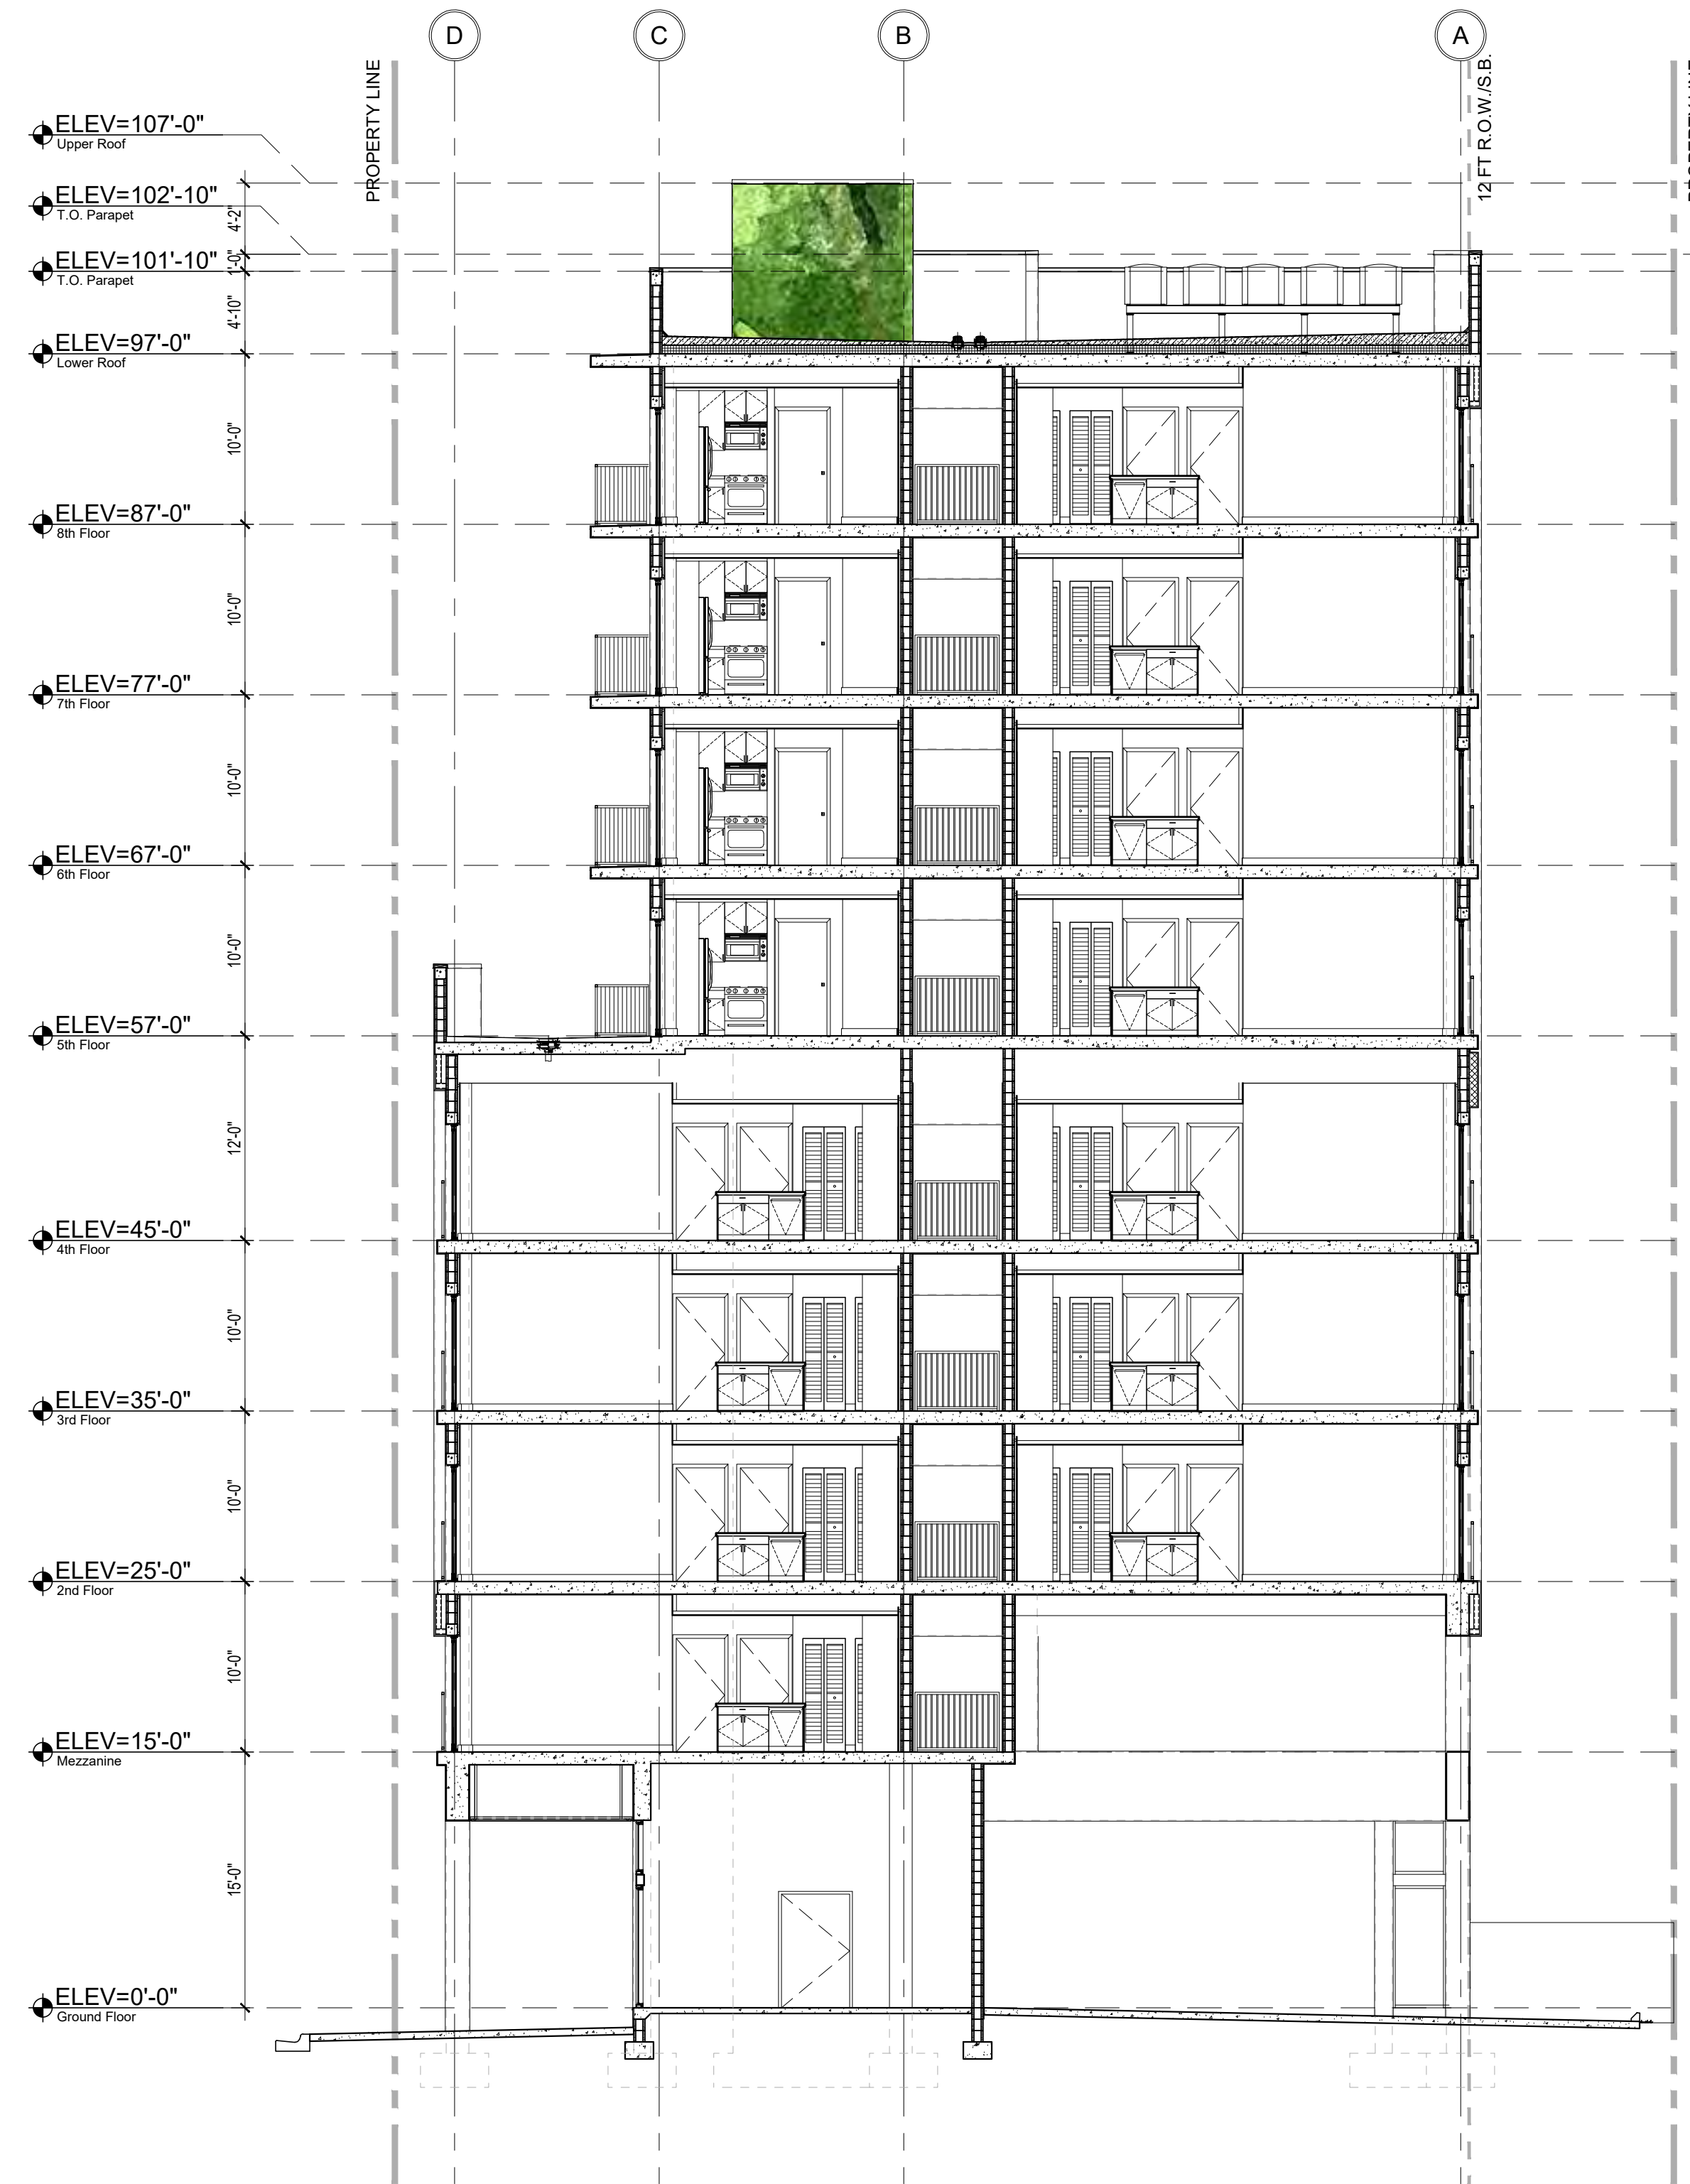 D
C
B
A
PROPERTY LINE
12 FT R.O.W./S.B.
PROPERTY LINE
ELEV=107'-0"
Upper Roof
ELEV=102'-10"
T.O. Parapet
4'-2"
ELEV=101'-10"
T.O. Parapet
1'-0"
4'-10"
ELEV=97'-0"
Lower Roof
10'-0"
ELEV=87'-0"
8th Floor
10'-0"
ELEV=77'-0"
7th Floor
10'-0"
ELEV=67'-0"
6th Floor
10'-0"
ELEV=57'-0"
5th Floor
12'-0"
ELEV=45'-0"
4th Floor
10'-0"
ELEV=35'-0"
3rd Floor
10'-0"
ELEV=25'-0"
2nd Floor
10'-0"
ELEV=15'-0"
Mezzanine
15'-0"
ELEV=0'-0"
Ground Floor